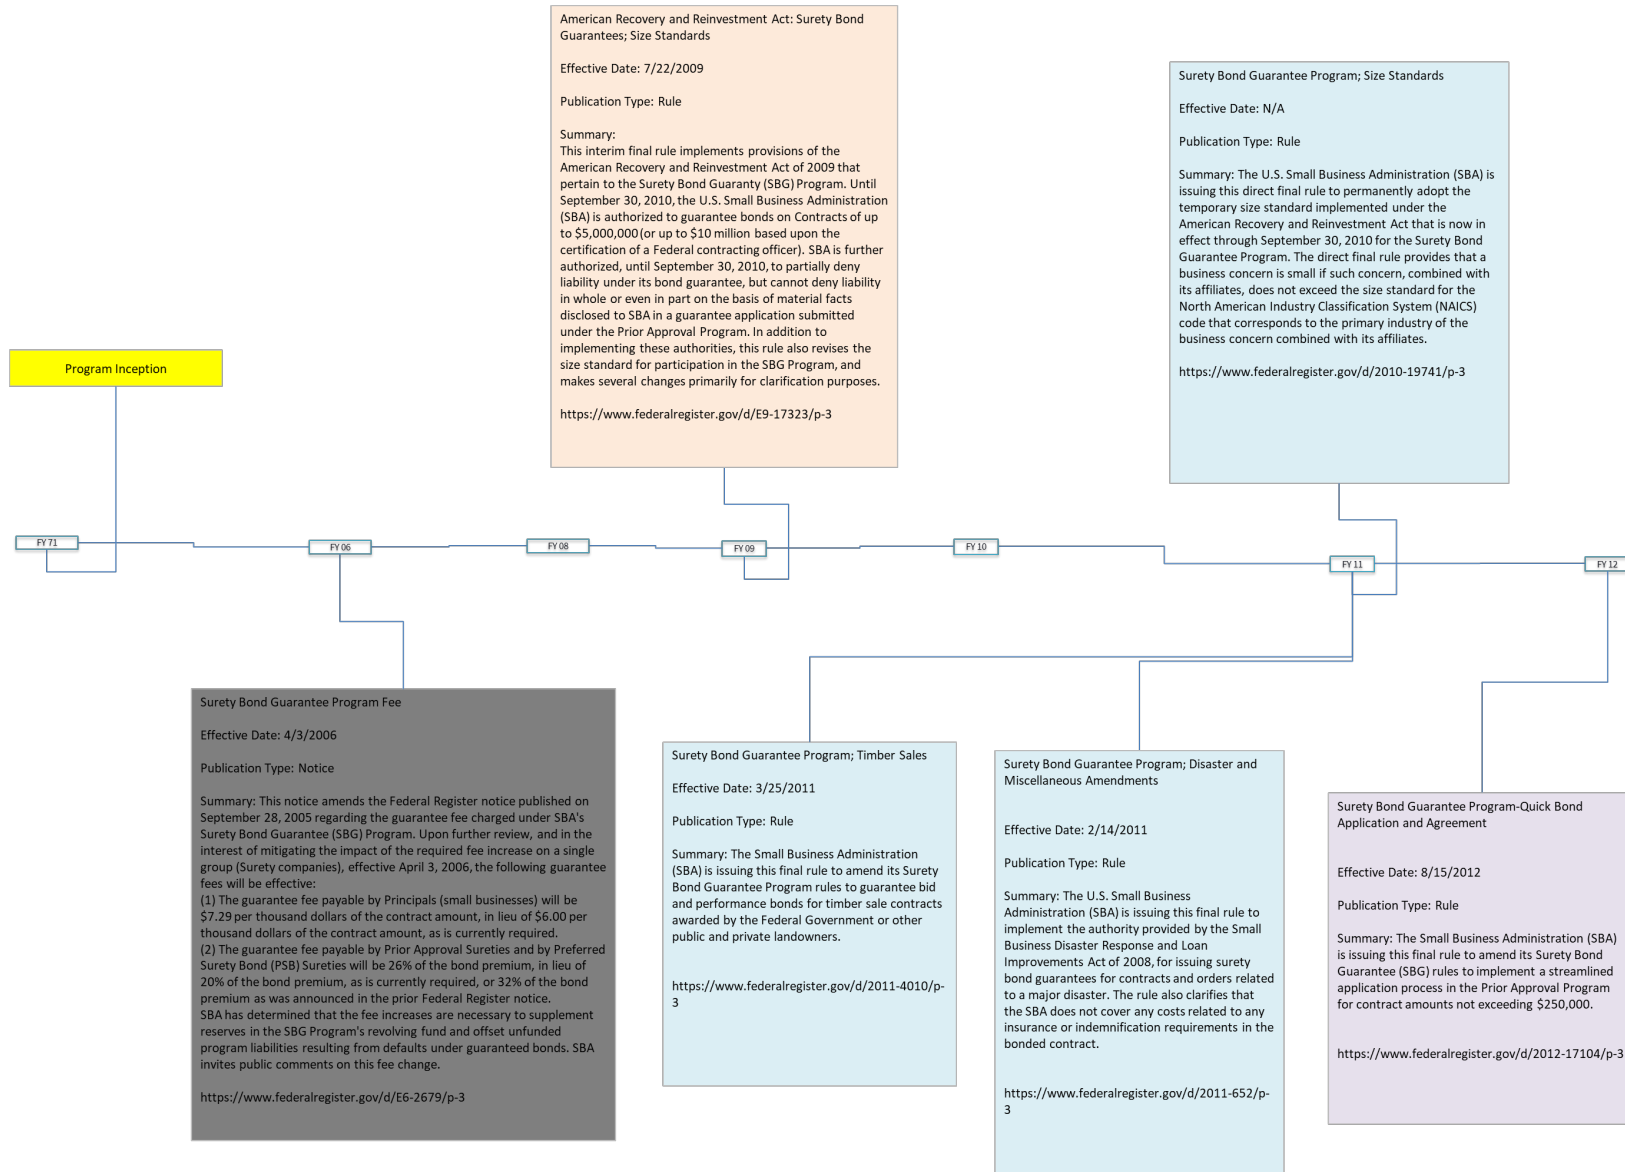 American Recovery and Reinvestment Act: Surety Bond
Guarantees; Size Standards
Effective Date: 7/22/2009
Publication Type: Rule
Summary:
This interim final rule implements provisions of the
American Recovery and Reinvestment Act of 2009 that
pertain to the Surety Bond Guaranty (SBG) Program. Until
September 30, 2010, the U.S. Small Business Administration
(SBA) is authorized to guarantee bonds on Contracts of up
to $5,000,000 (or up to $10 million based upon the
certification of a Federal contracting officer). SBA is further
authorized, until September 30, 2010, to partially deny
liability under its bond guarantee, but cannot deny liability
in whole or even in part on the basis of material facts
disclosed to SBA in a guarantee application submitted
under the Prior Approval Program. In addition to
implementing these authorities, this rule also revises the
size standard for participation in the SBG Program, and
makes several changes primarily for clarification purposes.
https://www.federalregister.gov/d/E9-17323/p-3
Surety Bond Guarantee Program; Size Standards
Effective Date: N/A
Publication Type: Rule
Summary: The U.S. Small Business Administration (SBA) is
issuing this direct final rule to permanently adopt the
temporary size standard implemented under the
American Recovery and Reinvestment Act that is now in
effect through September 30, 2010 for the Surety Bond
Guarantee Program. The direct final rule provides that a
business concern is small if such concern, combined with
its affiliates, does not exceed the size standard for the
North American Industry Classification System (NAICS)
code that corresponds to the primary industry of the
business concern combined with its affiliates.
https://www.federalregister.gov/d/2010-19741/p-3
Program Inception
FY 71
FY 06
FY 08
FY 09
FY 10
FY 11
FY 12
Surety Bond Guarantee Program Fee
Effective Date: 4/3/2006
Publication Type: Notice
Summary: This notice amends the Federal Register notice published on
September 28, 2005 regarding the guarantee fee charged under SBA's
Surety Bond Guarantee (SBG) Program. Upon further review, and in the
interest of mitigating the impact of the required fee increase on a single
group (Surety companies), effective April 3, 2006, the following guarantee
fees will be effective:
(1) The guarantee fee payable by Principals (small businesses) will be
$7.29 per thousand dollars of the contract amount, in lieu of $6.00 per
thousand dollars of the contract amount, as is currently required.
(2) The guarantee fee payable by Prior Approval Sureties and by Preferred
Surety Bond (PSB) Sureties will be 26% of the bond premium, in lieu of
20% of the bond premium, as is currently required, or 32% of the bond
premium as was announced in the prior Federal Register notice.
SBA has determined that the fee increases are necessary to supplement
reserves in the SBG Program's revolving fund and offset unfunded
program liabilities resulting from defaults under guaranteed bonds. SBA
invites public comments on this fee change.
https://www.federalregister.gov/d/E6-2679/p-3
Surety Bond Guarantee Program; Timber Sales
Effective Date: 3/25/2011
Publication Type: Rule
Summary: The Small Business Administration
(SBA) is issuing this final rule to amend its Surety
Bond Guarantee Program rules to guarantee bid
and performance bonds for timber sale contracts
awarded by the Federal Government or other
public and private landowners.
https://www.federalregister.gov/d/2011-4010/p-
3
Surety Bond Guarantee Program; Disaster and
Miscellaneous Amendments
Effective Date: 2/14/2011
Publication Type: Rule
Summary: The U.S. Small Business
Administration (SBA) is issuing this final rule to
implement the authority provided by the Small
Business Disaster Response and Loan
Improvements Act of 2008, for issuing surety
bond guarantees for contracts and orders related
to a major disaster. The rule also clarifies that
the SBA does not cover any costs related to any
insurance or indemnification requirements in the
bonded contract.
https://www.federalregister.gov/d/2011-652/p-
3
Surety Bond Guarantee Program-Quick Bond
Application and Agreement
Effective Date: 8/15/2012
Publication Type: Rule
Summary: The Small Business Administration (SBA)
is issuing this final rule to amend its Surety Bond
Guarantee (SBG) rules to implement a streamlined
application process in the Prior Approval Program
for contract amounts not exceeding $250,000.
https://www.federalregister.gov/d/2012-17104/p-3